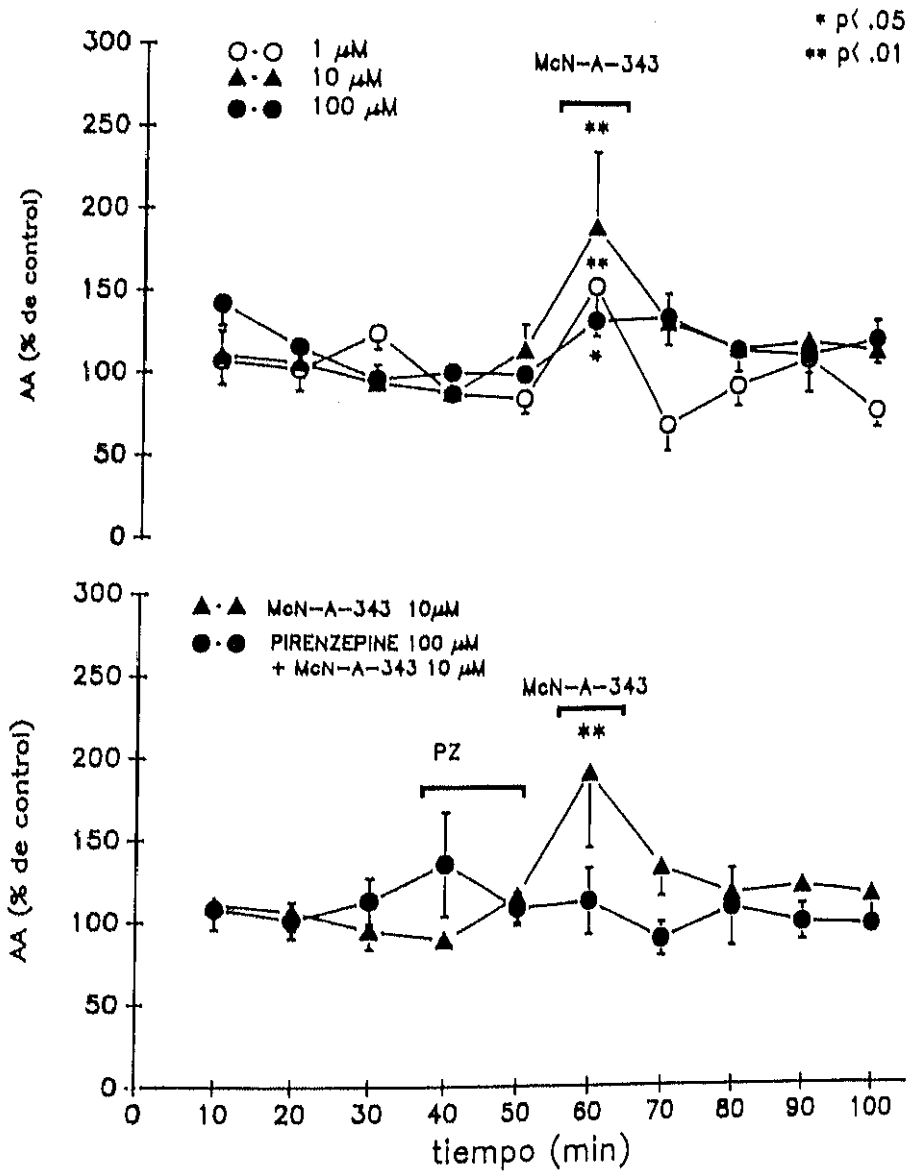 * p< .05
** p< .01
300
250
200
150
100
50
0
AA (% de control)
1 µM
10 µM
100 µM
McN-A-343
**
**
*
300
250
200
150
100
50
0
AA (% de control)
McN-A-343 10µM
PIRENZEPINE 100 µM
+ McN-A-343 10 µM
McN-A-343
**
PZ
0 10 20 30 40 50 60 70 80 90 100
tiempo (min)